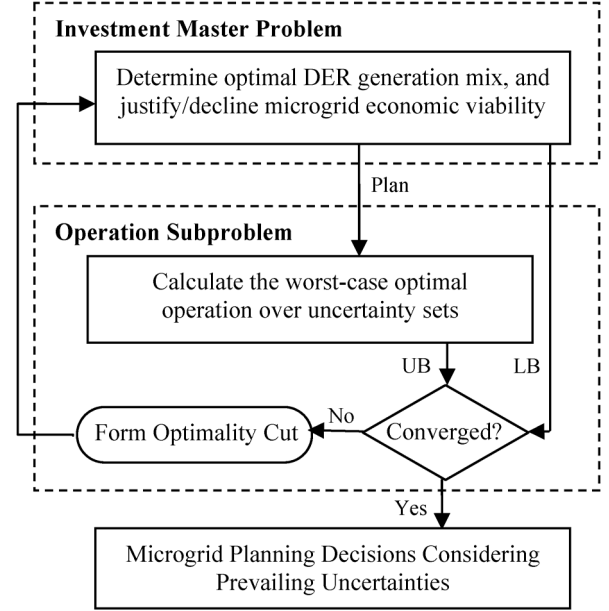 Investment Master Problem
Determine optimal DER generation mix, and
justify/decline microgrid economic viability
Plan
Operation Subproblem
Calculate the worst-case optimal
operation over uncertainty sets
UB
LB
No
Form Optimality Cut
Converged?
Yes
Microgrid Planning Decisions Considering
Prevailing Uncertainties